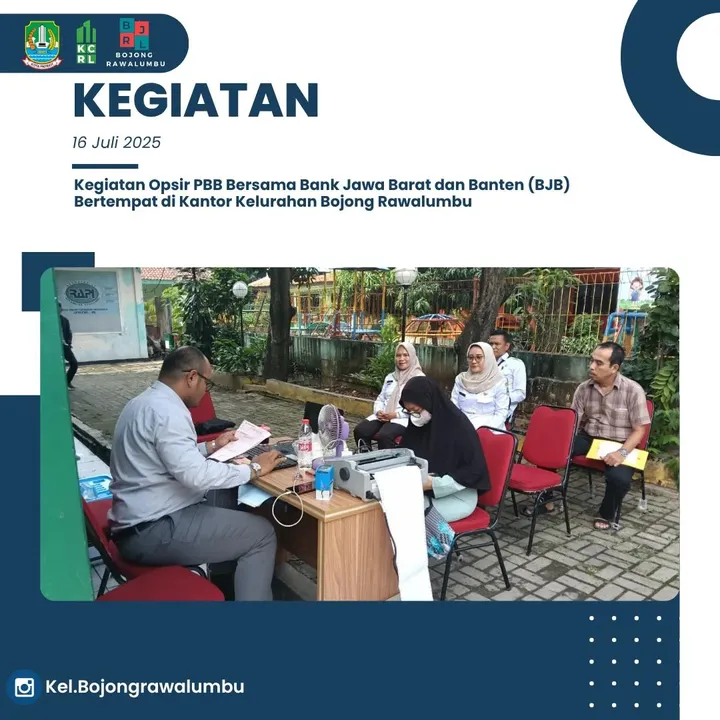 KCRL
BRJL
BOJONG
RAWALUMBU
KEGIATAN
16 Juli 2025
Kegiatan Opsir PBB Bersama Bank Jawa Barat dan Banten (BJB)
Bertempat di Kantor Kelurahan Bojong Rawalumbu
RAPI
Kel.Bojongrawalumbu